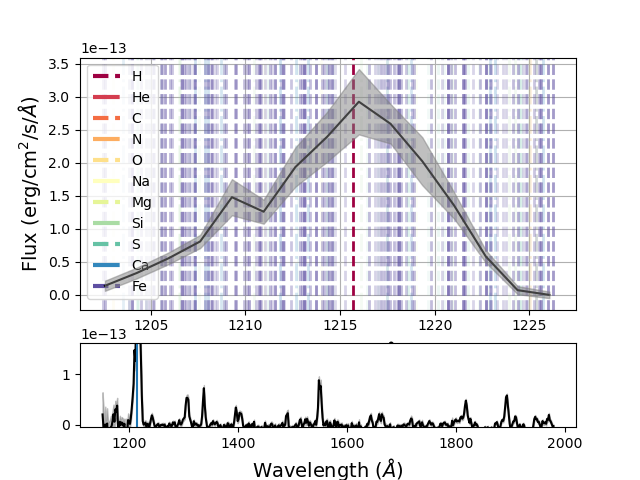 1e−13
3.5
3.0
2.5
2.0
1.5
1.0
0.5
0.0
Flux (erg/cm²/s/Å)
H
He
C
N
O
Na
Mg
Si
S
Ca
Fe
1205 1210 1215 1220 1225
1e−13
1
0
1200 1400 1600 1800 2000
Wavelength (Å)